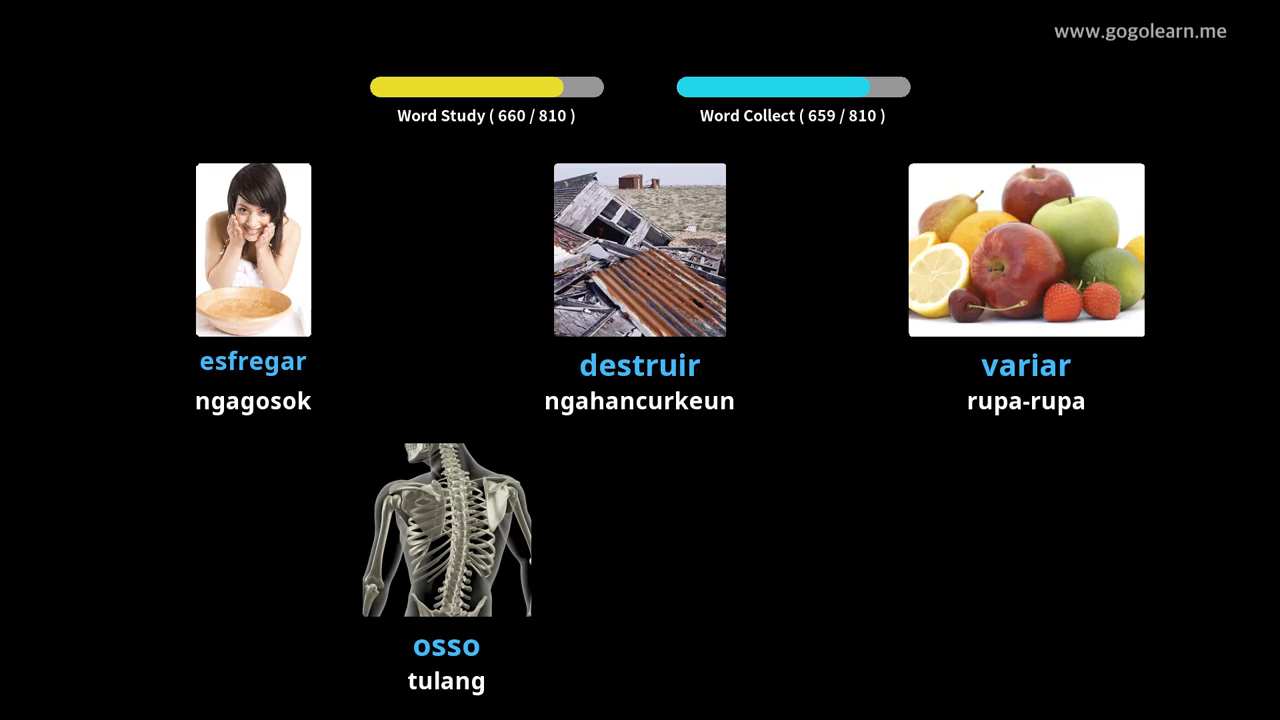 www.gogolearn.me
Word Study ( 660 / 810 )
Word Collect ( 659 / 810 )
esfregar
ngagosok
destruir
ngahancurkeun
variar
rupa-rupa
osso
tulang